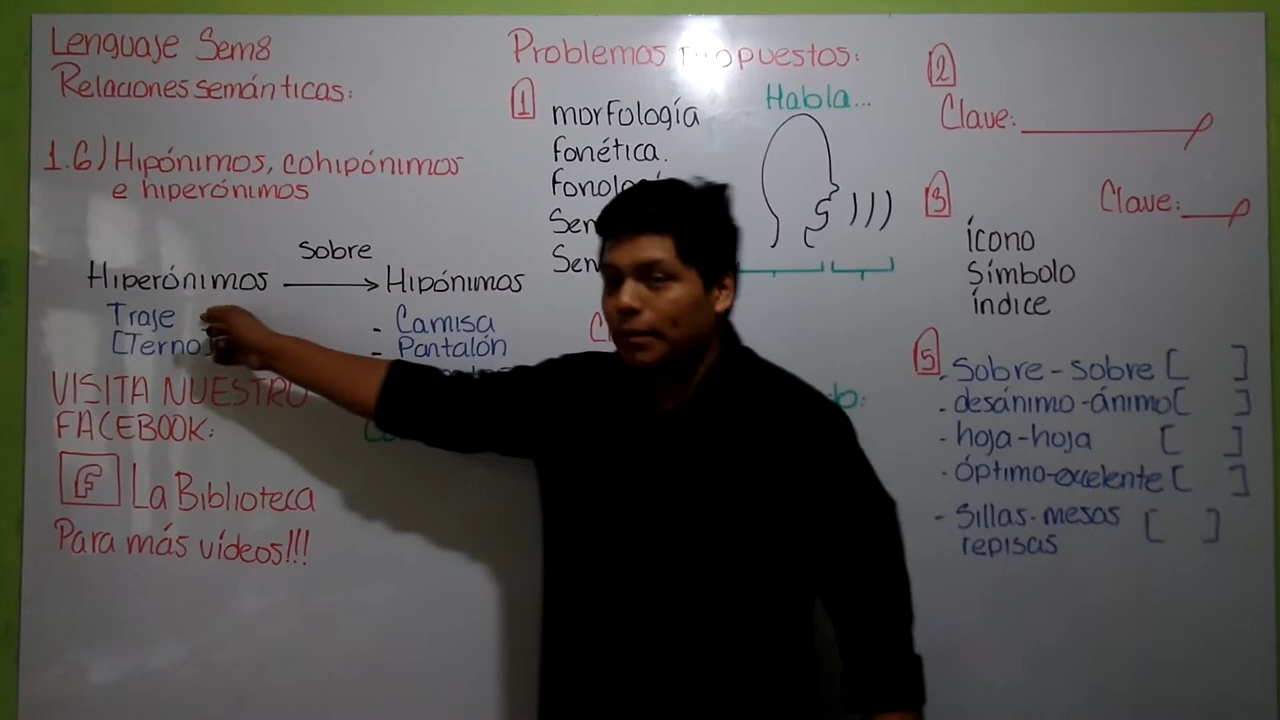 Lenguaje Sem8
Relaciones semánticas:
1.6) Hipónimos, cohipónimos
e hiperónimos
sobre
Hiperónimos → Hipónimos
Traje
[Terno]
- Camisa
- Pantalón
VISITA NUESTRO
FACEBOOK:
F La Biblioteca
Para más vídeos!!!
Problemas propuestos:
1
morfología
fonética.
Habla...
2
Clave:
3
Clave:
Ícono
Símbolo
Índice
5
. Sobre - sobre [ ]
. desánimo - ánimo [ ]
- hoja - hoja [ ]
- Óptimo - excelente [ ]
- Sillas - mesas [ ]
repisas